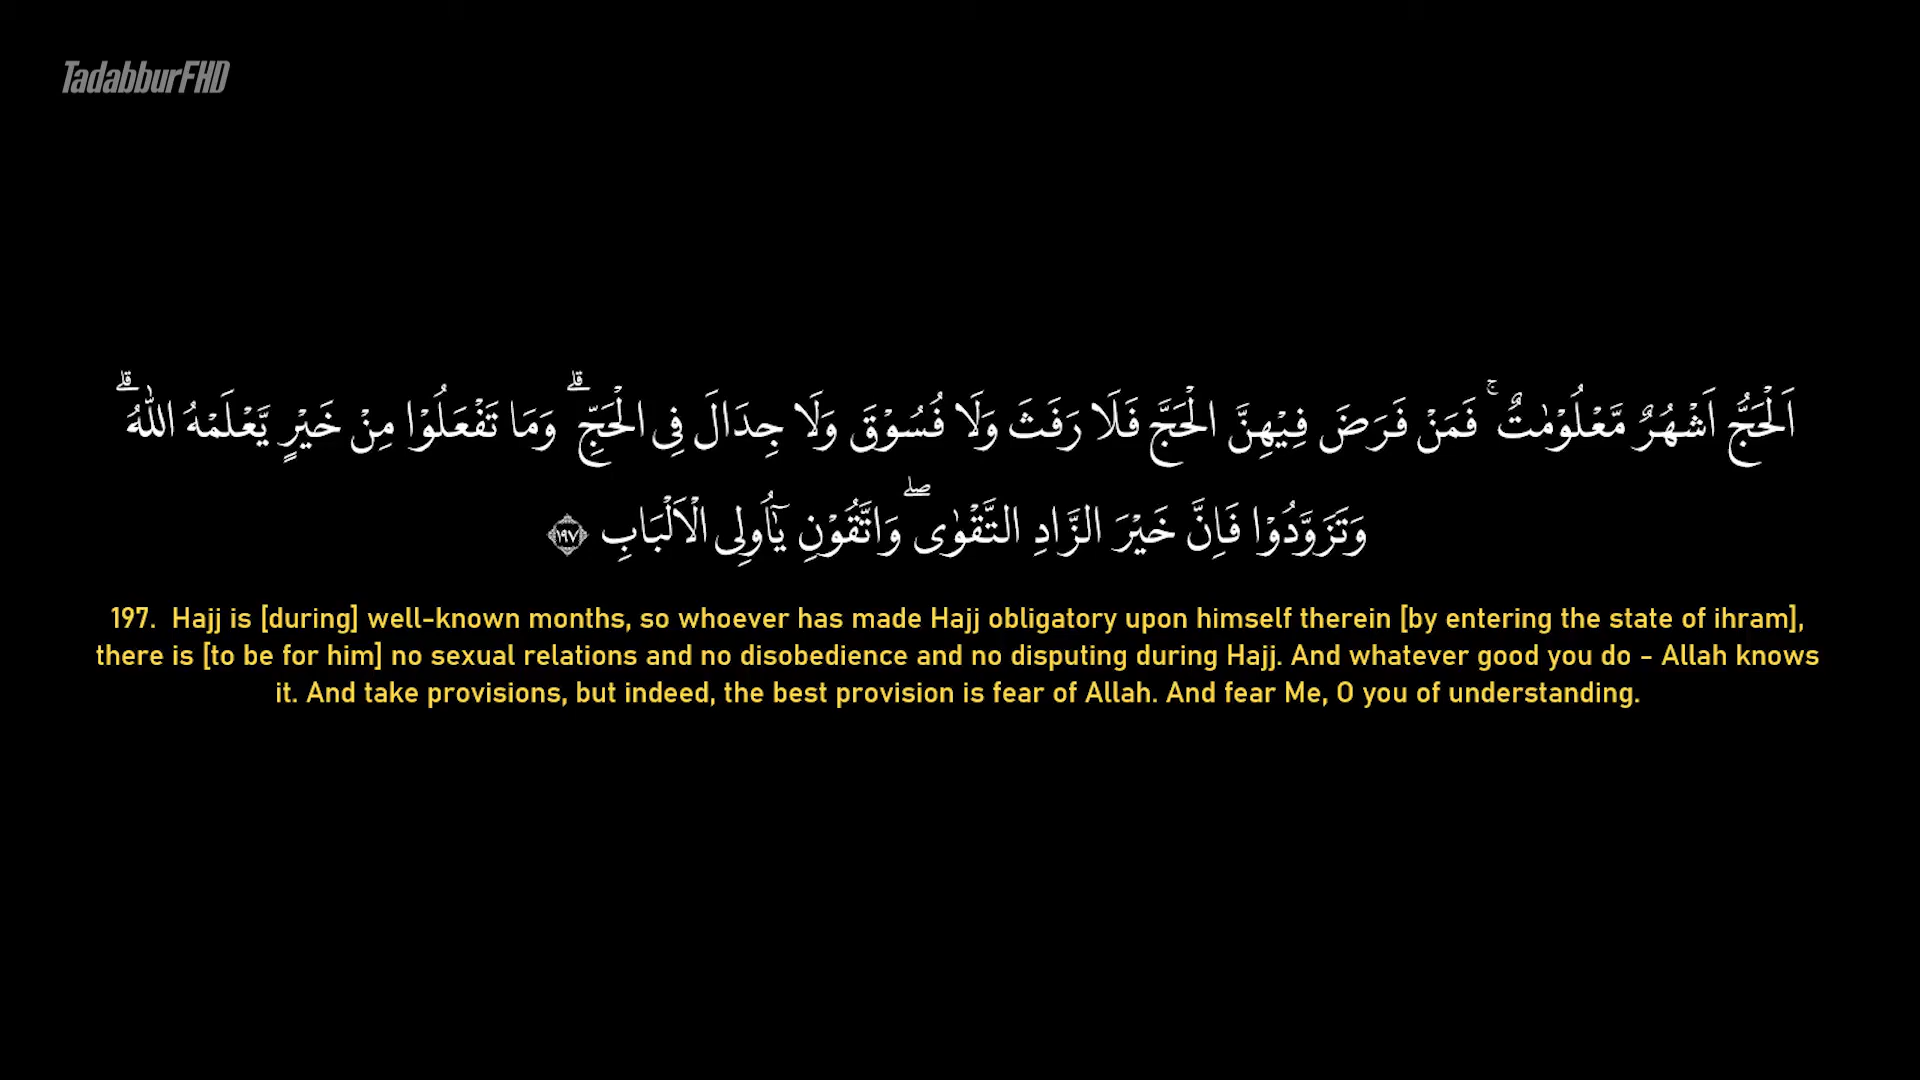 TadabburFHD
اَلْحَجُّ اَشْهُرٌ مَّعْلُوْمٰتٌ ۚ فَمَنْ فَرَضَ فِيْهِنَّ الْحَجَّ فَلَا رَفَثَ وَلَا فُسُوْقَ وَلَا جِدَالَ فِى الْحَجِّ ۗ وَمَا تَفْعَلُوْا مِنْ خَيْرٍ يَّعْلَمْهُ اللّٰهُ ۗ
وَتَزَوَّدُوْا فَاِنَّ خَيْرَ الزَّادِ التَّقْوٰى ۖ وَاتَّقُوْنِ يٰٓاُولِى الْاَلْبَابِ ١٩٧
197. Hajj is [during] well-known months, so whoever has made Hajj obligatory upon himself therein [by entering the state of ihram],
there is [to be for him] no sexual relations and no disobedience and no disputing during Hajj. And whatever good you do - Allah knows
it. And take provisions, but indeed, the best provision is fear of Allah. And fear Me, O you of understanding.